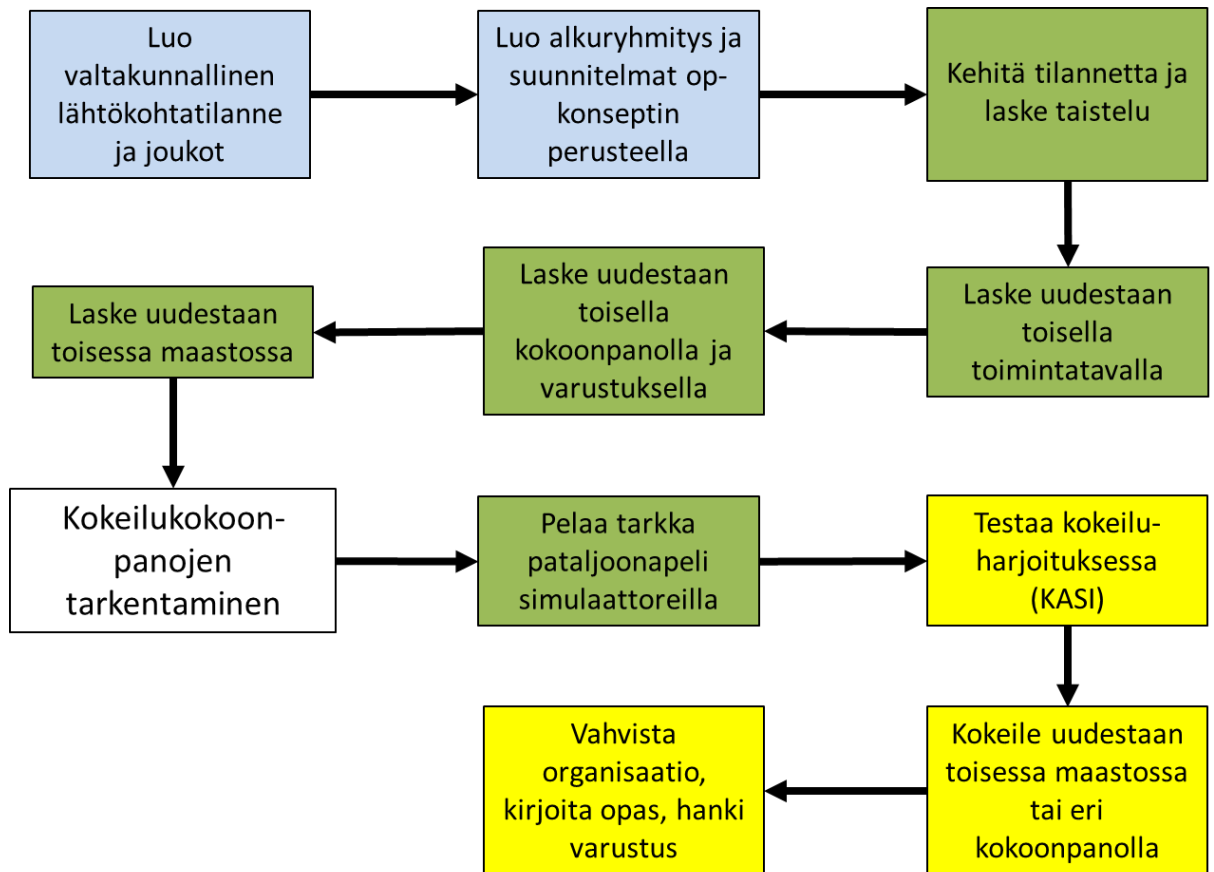 Luo
valtakunnallinen
lähtökohtatilanne
ja joukot
Luo alkuryhmitys ja
suunnitelmat op-
konseptin
perusteella
Kehitä tilannetta ja
laske taistelu
Laske uudestaan
toisella
toimintatavalla
Laske uudestaan
toisella
kokoonpanolla ja
varustuksella
Laske uudestaan
toisessa maastossa
Kokeilukokoon-
panojen
tarkentaminen
Pelaa tarkka
pataljoonapeli
simulaattoreilla
Testaa kokeilu-
harjoituksessa
(KASI)
Kokeile uudestaan
toisessa maastossa
tai eri
kokoonpanolla
Vahvista
organisaatio,
kirjoita opas, hanki
varustus